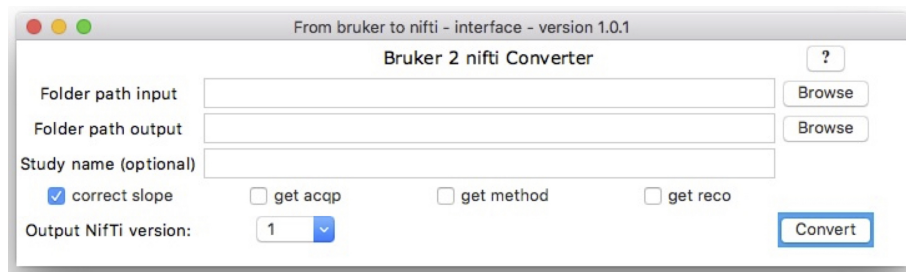 From bruker to nifti - interface - version 1.0.1
Bruker 2 nifti Converter ?
Folder path input Browse
Folder path output Browse
Study name (optional)
correct slope get acqp get method get reco
Output NifTi version: 1 Convert